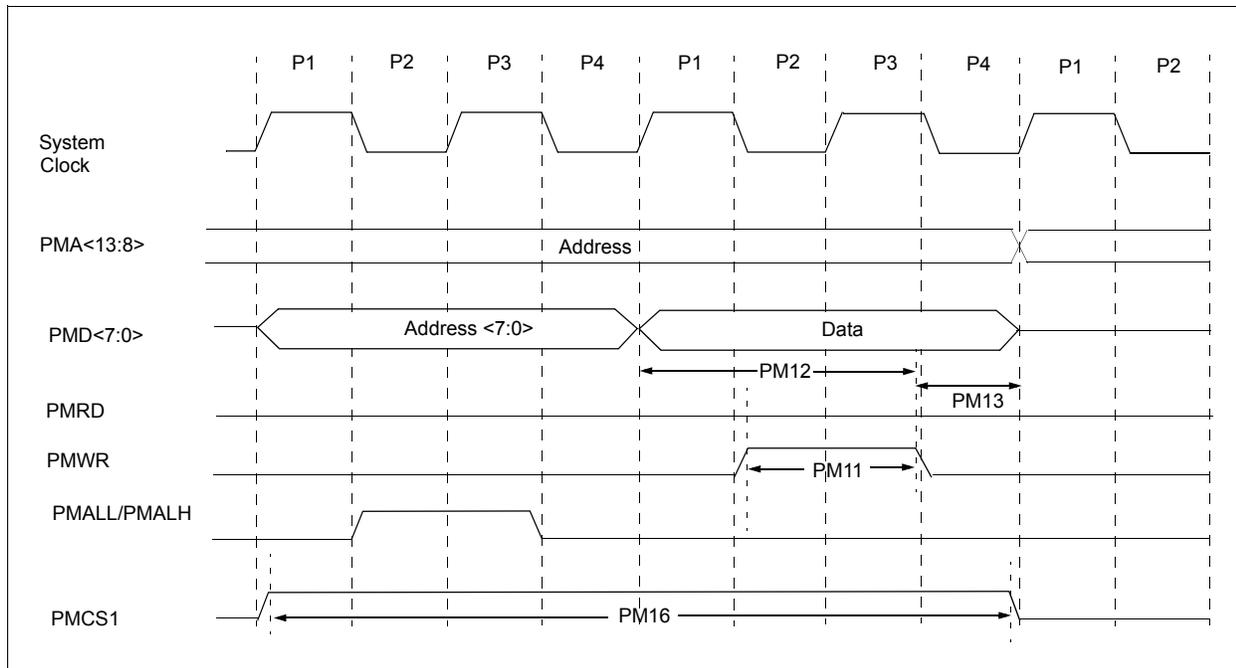 P1 P2 P3 P4 P1 P2 P3 P4 P1 P2
System
Clock
PMA<13:8>
Address
PMD<7:0>
Address <7:0>
Data
PM12
PM13
PMRD
PMWR
PM11
PMALL/PMALH
PMCS1
PM16